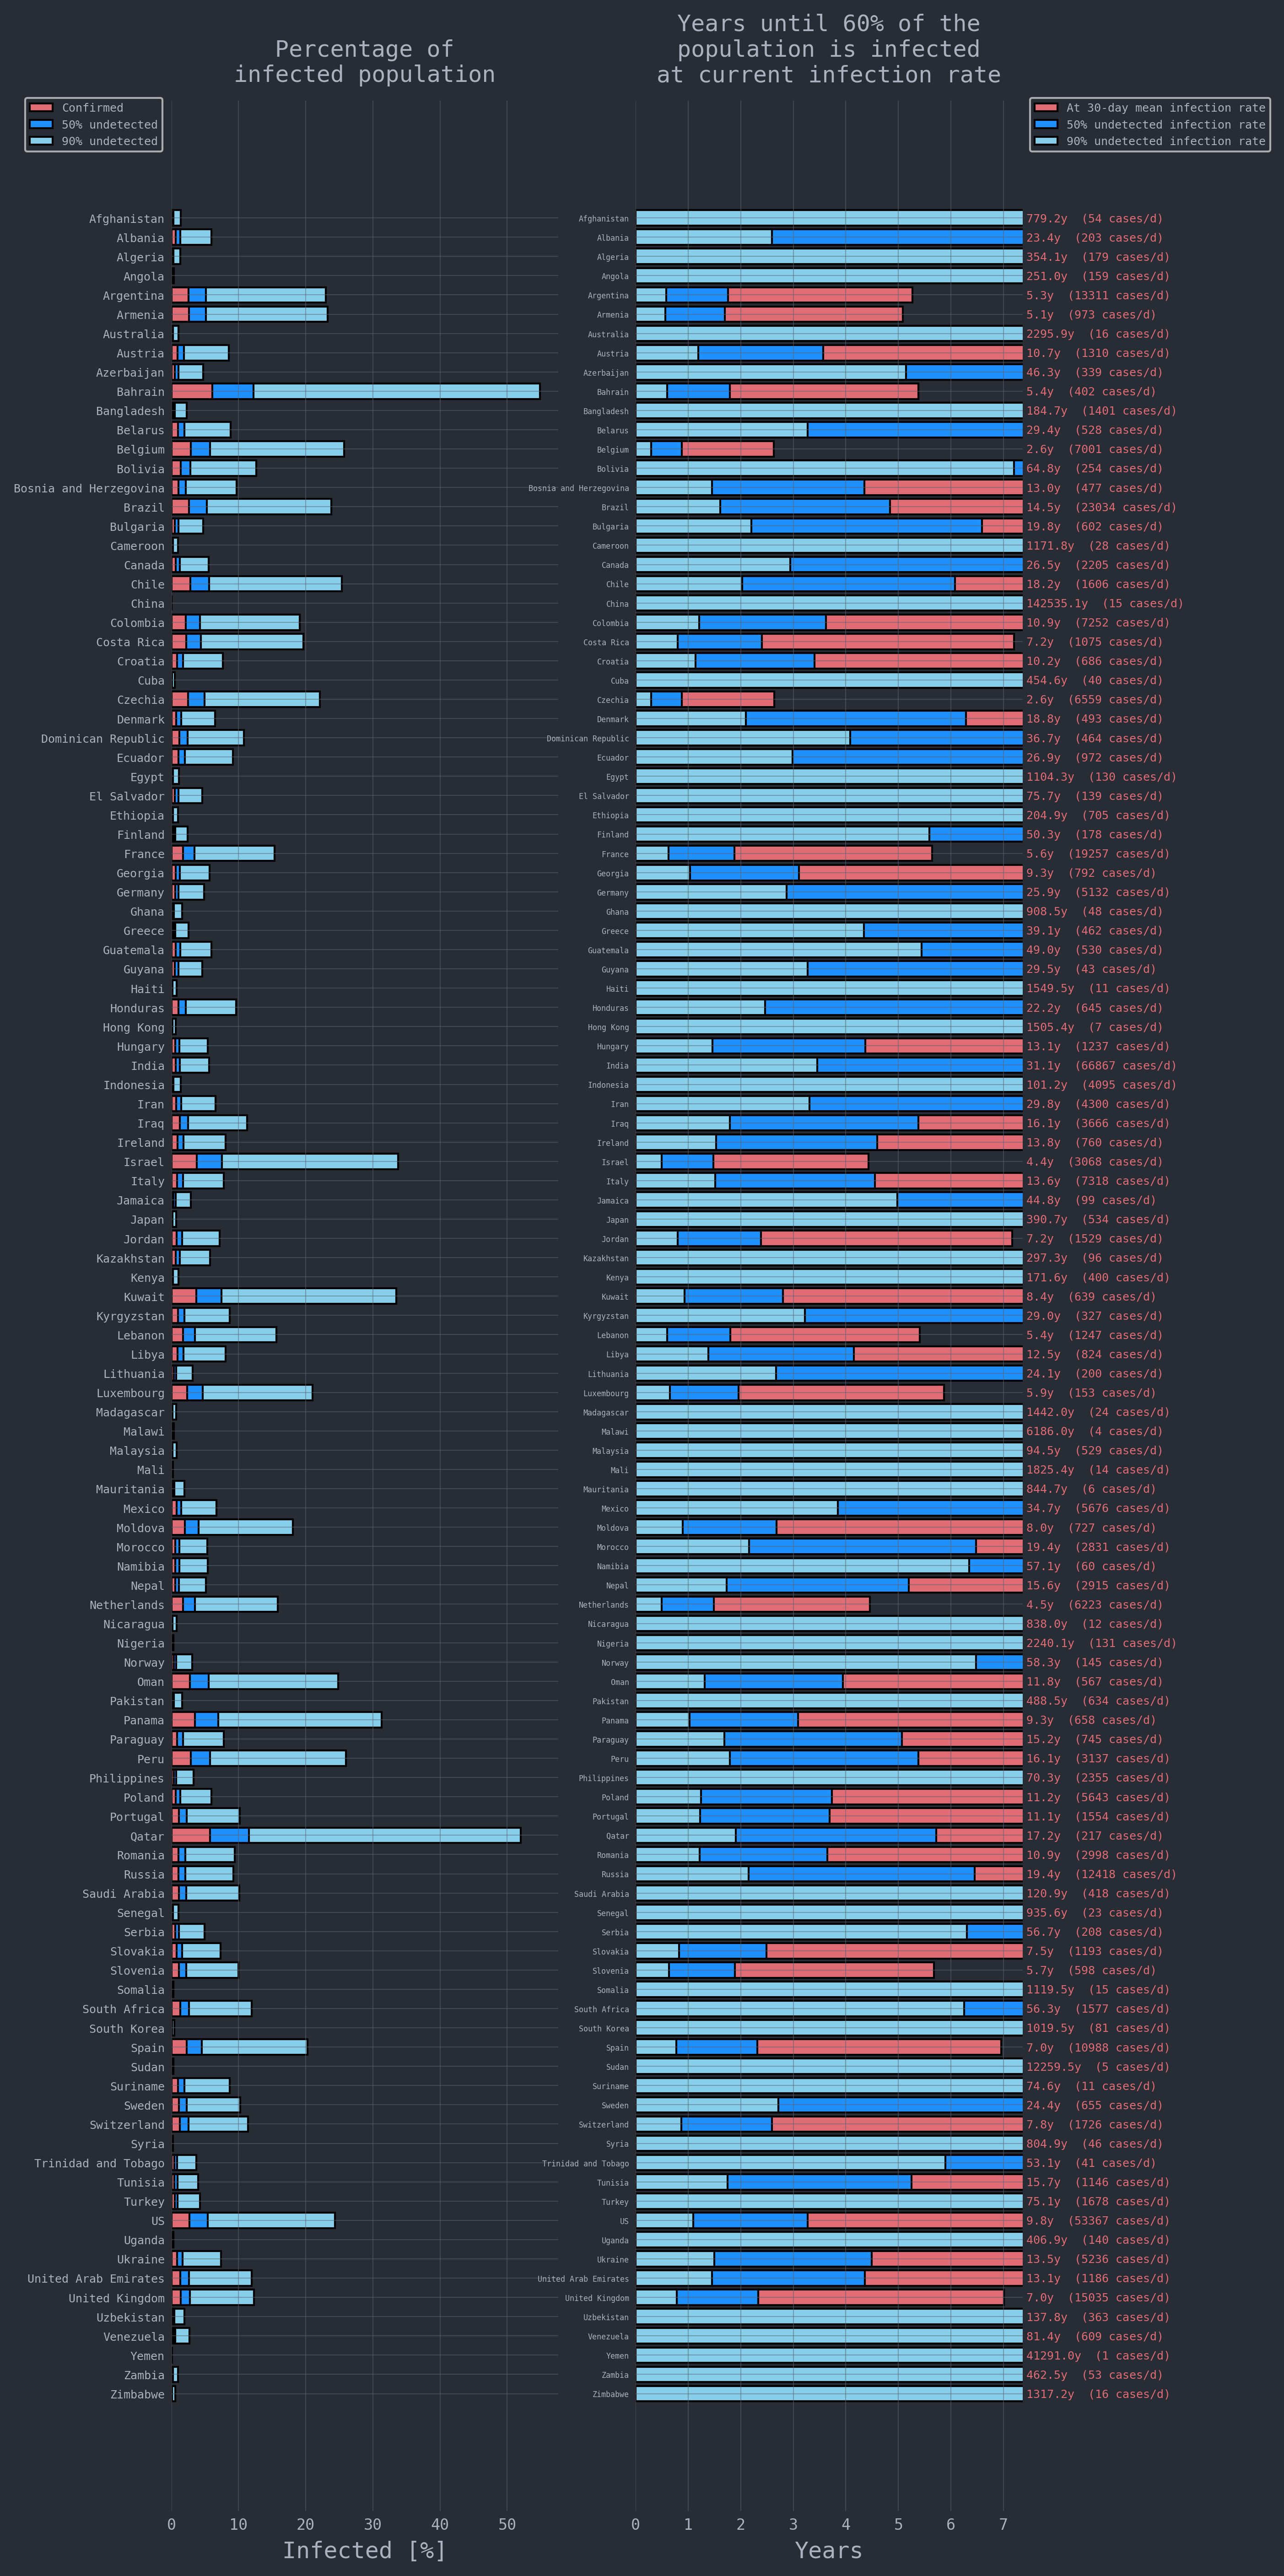 Percentage of
infected population
Years until 60% of the
population is infected
at current infection rate
Confirmed
50% undetected
90% undetected
At 30-day mean infection rate
50% undetected infection rate
90% undetected infection rate
Afghanistan Afghanistan 779.2y (54 cases/d)
Albania Albania 23.4y (203 cases/d)
Algeria Algeria 354.1y (179 cases/d)
Angola Angola 251.0y (159 cases/d)
Argentina Argentina 5.3y (13311 cases/d)
Armenia Armenia 5.1y (973 cases/d)
Australia Australia 2295.9y (16 cases/d)
Austria Austria 10.7y (1310 cases/d)
Azerbaijan Azerbaijan 46.3y (339 cases/d)
Bahrain Bahrain 5.4y (402 cases/d)
Bangladesh Bangladesh 184.7y (1401 cases/d)
Belarus Belarus 29.4y (528 cases/d)
Belgium Belgium 2.6y (7001 cases/d)
Bolivia Bolivia 64.8y (254 cases/d)
Bosnia and Herzegovina Bosnia and Herzegovina 13.0y (477 cases/d)
Brazil Brazil 14.5y (23034 cases/d)
Bulgaria Bulgaria 19.8y (602 cases/d)
Cameroon Cameroon 1171.8y (28 cases/d)
Canada Canada 26.5y (2205 cases/d)
Chile Chile 18.2y (1606 cases/d)
China China 142535.1y (15 cases/d)
Colombia Colombia 10.9y (7252 cases/d)
Costa Rica Costa Rica 7.2y (1075 cases/d)
Croatia Croatia 10.2y (686 cases/d)
Cuba Cuba 454.6y (40 cases/d)
Czechia Czechia 2.6y (6559 cases/d)
Denmark Denmark 18.8y (493 cases/d)
Dominican Republic Dominican Republic 36.7y (464 cases/d)
Ecuador Ecuador 26.9y (972 cases/d)
Egypt Egypt 1104.3y (130 cases/d)
El Salvador El Salvador 75.7y (139 cases/d)
Ethiopia Ethiopia 204.9y (705 cases/d)
Finland Finland 50.3y (178 cases/d)
France France 5.6y (19257 cases/d)
Georgia Georgia 9.3y (792 cases/d)
Germany Germany 25.9y (5132 cases/d)
Ghana Ghana 908.5y (48 cases/d)
Greece Greece 39.1y (462 cases/d)
Guatemala Guatemala 49.0y (530 cases/d)
Guyana Guyana 29.5y (43 cases/d)
Haiti Haiti 1549.5y (11 cases/d)
Honduras Honduras 22.2y (645 cases/d)
Hong Kong Hong Kong 1505.4y (7 cases/d)
Hungary Hungary 13.1y (1237 cases/d)
India India 31.1y (66867 cases/d)
Indonesia Indonesia 101.2y (4095 cases/d)
Iran Iran 29.8y (4300 cases/d)
Iraq Iraq 16.1y (3666 cases/d)
Ireland Ireland 13.8y (760 cases/d)
Israel Israel 4.4y (3068 cases/d)
Italy Italy 13.6y (7318 cases/d)
Jamaica Jamaica 44.8y (99 cases/d)
Japan Japan 390.7y (534 cases/d)
Jordan Jordan 7.2y (1529 cases/d)
Kazakhstan Kazakhstan 297.3y (96 cases/d)
Kenya Kenya 171.6y (400 cases/d)
Kuwait Kuwait 8.4y (639 cases/d)
Kyrgyzstan Kyrgyzstan 29.0y (327 cases/d)
Lebanon Lebanon 5.4y (1247 cases/d)
Libya Libya 12.5y (824 cases/d)
Lithuania Lithuania 24.1y (200 cases/d)
Luxembourg Luxembourg 5.9y (153 cases/d)
Madagascar Madagascar 1442.0y (24 cases/d)
Malawi Malawi 6186.0y (4 cases/d)
Malaysia Malaysia 94.5y (529 cases/d)
Mali Mali 1825.4y (14 cases/d)
Mauritania Mauritania 844.7y (6 cases/d)
Mexico Mexico 34.7y (5676 cases/d)
Moldova Moldova 8.0y (727 cases/d)
Morocco Morocco 19.4y (2831 cases/d)
Namibia Namibia 57.1y (60 cases/d)
Nepal Nepal 15.6y (2915 cases/d)
Netherlands Netherlands 4.5y (6223 cases/d)
Nicaragua Nicaragua 838.0y (12 cases/d)
Nigeria Nigeria 2240.1y (131 cases/d)
Norway Norway 58.3y (145 cases/d)
Oman Oman 11.8y (567 cases/d)
Pakistan Pakistan 488.5y (634 cases/d)
Panama Panama 9.3y (658 cases/d)
Paraguay Paraguay 15.2y (745 cases/d)
Peru Peru 16.1y (3137 cases/d)
Philippines Philippines 70.3y (2355 cases/d)
Poland Poland 11.2y (5643 cases/d)
Portugal Portugal 11.1y (1554 cases/d)
Qatar Qatar 17.2y (217 cases/d)
Romania Romania 10.9y (2998 cases/d)
Russia Russia 19.4y (12418 cases/d)
Saudi Arabia Saudi Arabia 120.9y (418 cases/d)
Senegal Senegal 935.6y (23 cases/d)
Serbia Serbia 56.7y (208 cases/d)
Slovakia Slovakia 7.5y (1193 cases/d)
Slovenia Slovenia 5.7y (598 cases/d)
Somalia Somalia 1119.5y (15 cases/d)
South Africa South Africa 56.3y (1577 cases/d)
South Korea South Korea 1019.5y (81 cases/d)
Spain Spain 7.0y (10988 cases/d)
Sudan Sudan 12259.5y (5 cases/d)
Suriname Suriname 74.6y (11 cases/d)
Sweden Sweden 24.4y (655 cases/d)
Switzerland Switzerland 7.8y (1726 cases/d)
Syria Syria 804.9y (46 cases/d)
Trinidad and Tobago Trinidad and Tobago 53.1y (41 cases/d)
Tunisia Tunisia 15.7y (1146 cases/d)
Turkey Turkey 75.1y (1678 cases/d)
US US 9.8y (53367 cases/d)
Uganda Uganda 406.9y (140 cases/d)
Ukraine Ukraine 13.5y (5236 cases/d)
United Arab Emirates United Arab Emirates 13.1y (1186 cases/d)
United Kingdom United Kingdom 7.0y (15035 cases/d)
Uzbekistan Uzbekistan 137.8y (363 cases/d)
Venezuela Venezuela 81.4y (609 cases/d)
Yemen Yemen 41291.0y (1 cases/d)
Zambia Zambia 462.5y (53 cases/d)
Zimbabwe Zimbabwe 1317.2y (16 cases/d)
0 10 20 30 40 50 0 1 2 3 4 5 6 7
Infected [%] Years